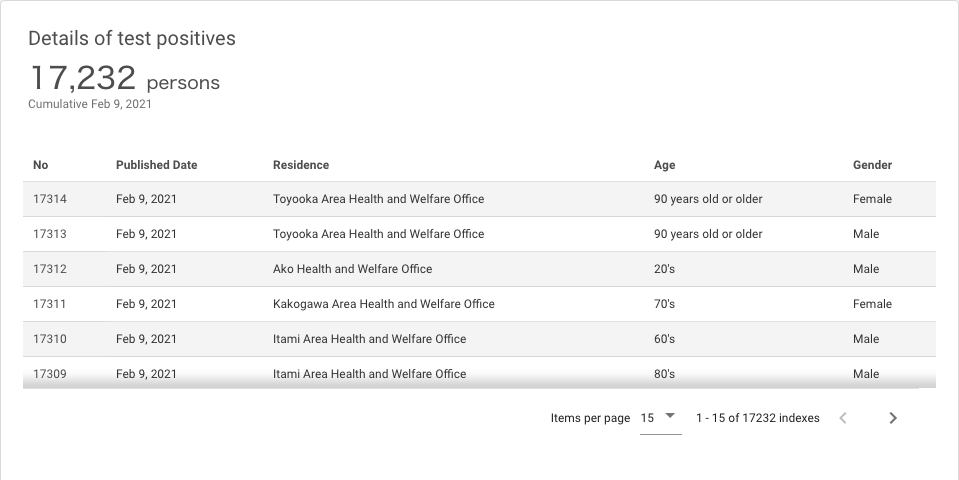 Details of test positives
17,232 persons
Cumulative Feb 9, 2021
No Published Date Residence Age Gender
17314 Feb 9, 2021 Toyooka Area Health and Welfare Office 90 years old or older Female
17313 Feb 9, 2021 Toyooka Area Health and Welfare Office 90 years old or older Male
17312 Feb 9, 2021 Ako Health and Welfare Office 20's Male
17311 Feb 9, 2021 Kakogawa Area Health and Welfare Office 70's Female
17310 Feb 9, 2021 Itami Area Health and Welfare Office 60's Male
17309 Feb 9, 2021 Itami Area Health and Welfare Office 80's Male
Items per page 15 1 - 15 of 17232 indexes